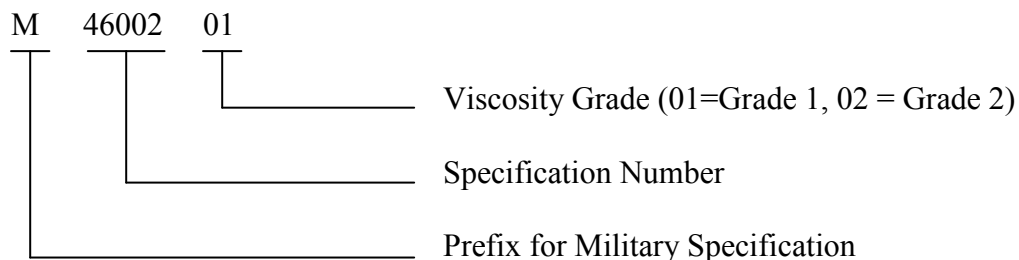 M 46002 01
Viscosity Grade (01=Grade 1, 02 = Grade 2)
Specification Number
Prefix for Military Specification